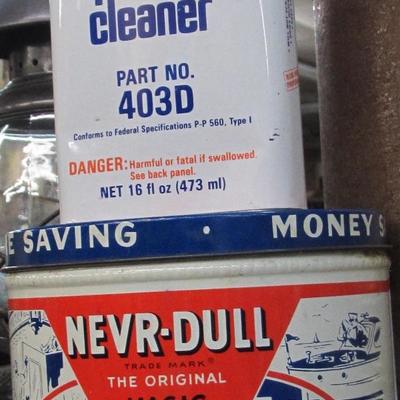 cleaner
PART NO.
403D
Conforms to Federal Specifications P-P 560, Type I
DANGER: Harmful or fatal if swallowed.
See back panel.
NET 16 fl oz (473 ml)
SAVING MONEY
NEVR-DULL
TRADE MARK
THE ORIGINAL
MAGIC